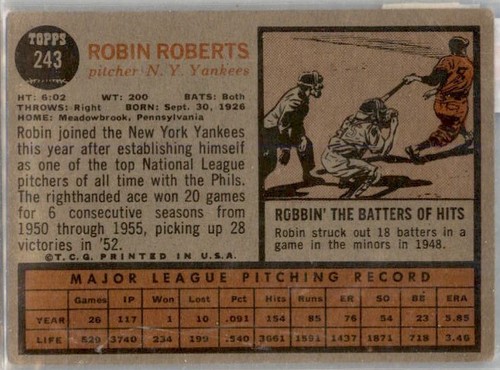 TOPPS
243
ROBIN ROBERTS
pitcher N. Y. Yankees
HT: 6:02 WT: 200 BATS: Both
THROWS: Right BORN: Sept. 30, 1926
HOME: Meadowbrook, Pennsylvania
Robin joined the New York Yankees
this year after establishing himself
as one of the top National League
pitchers of all time with the Phils.
The righthanded ace won 20 games
for 6 consecutive seasons from
1950 through 1955, picking up 28
victories in '52.
©T.C.G. PRINTED IN U.S.A.
8
ROBBIN' THE BATTERS OF HITS
Robin struck out 18 batters in a
game in the minors in 1948.
MAJOR LEAGUE PITCHING RECORD
Games IP Won Lost Pct. Hits Runs ER SO BB ERA
YEAR 26 117 1 10 .091 154 85 76 54 23 5.85
LIFE 529 3740 234 199 .540 3661 1591 1437 1871 718 3.46